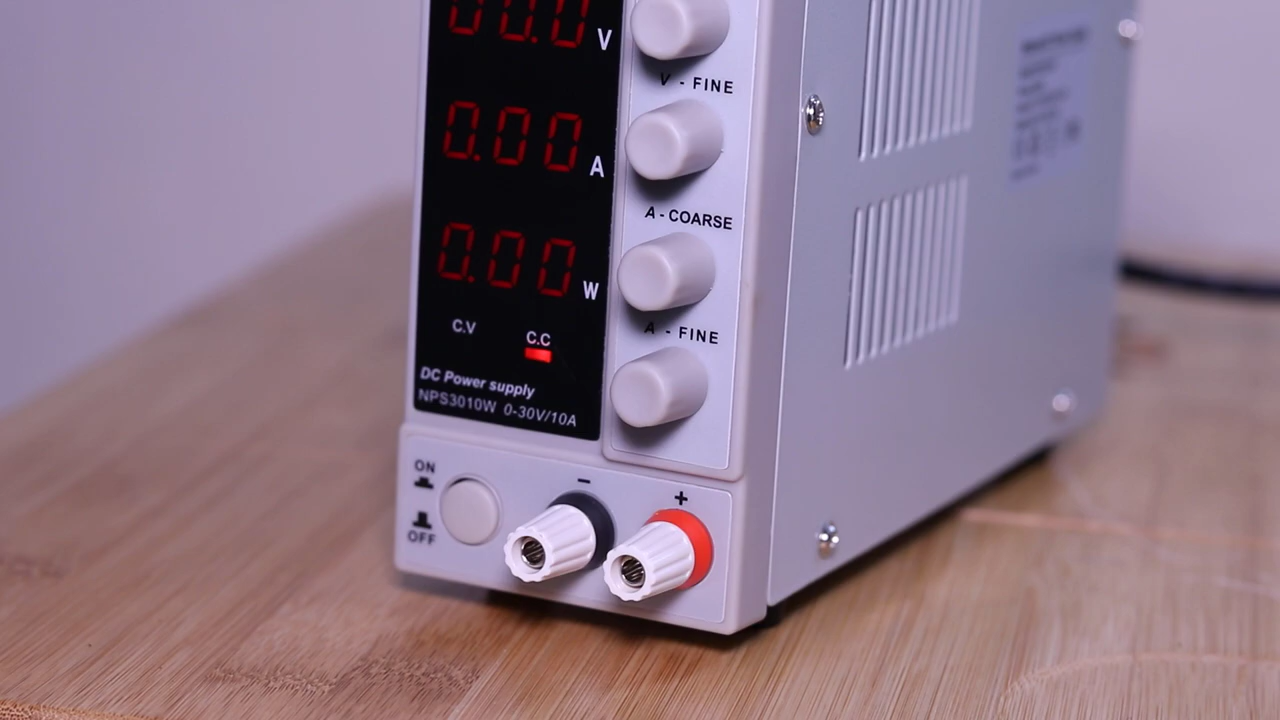 00.0 V
V - FINE
0.00 A
A - COARSE
0.00 W
A - FINE
C.V C.C
DC Power supply
NPS3010W 0-30V/10A
ON
OFF
- +